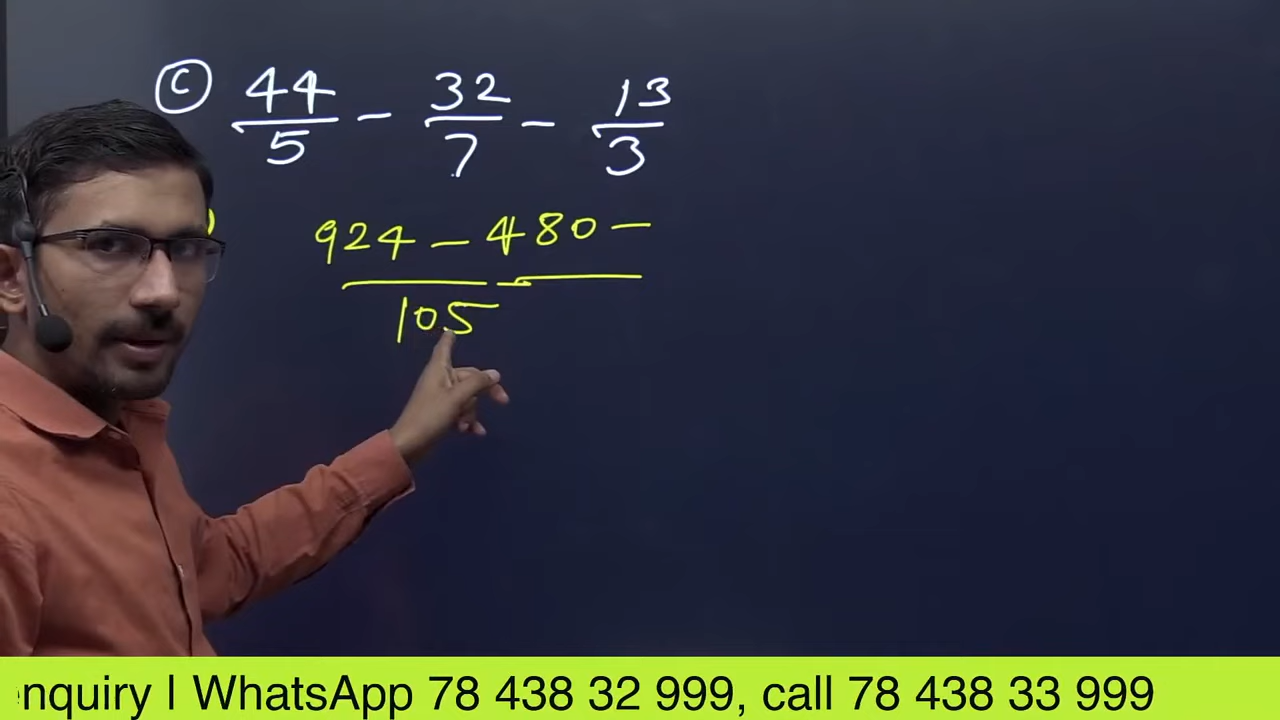 (C) 44/5 - 32/7 - 13/3
924 - 480 -
105
nquiry | WhatsApp 78 438 32 999, call 78 438 33 999